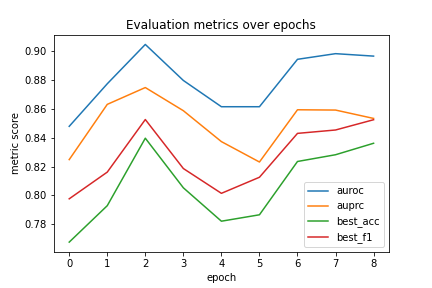 Evaluation metrics over epochs
metric score
0.90
0.88
0.86
0.84
0.82
0.80
0.78
auroc
auprc
best_acc
best_f1
0 1 2 3 4 5 6 7 8
epoch